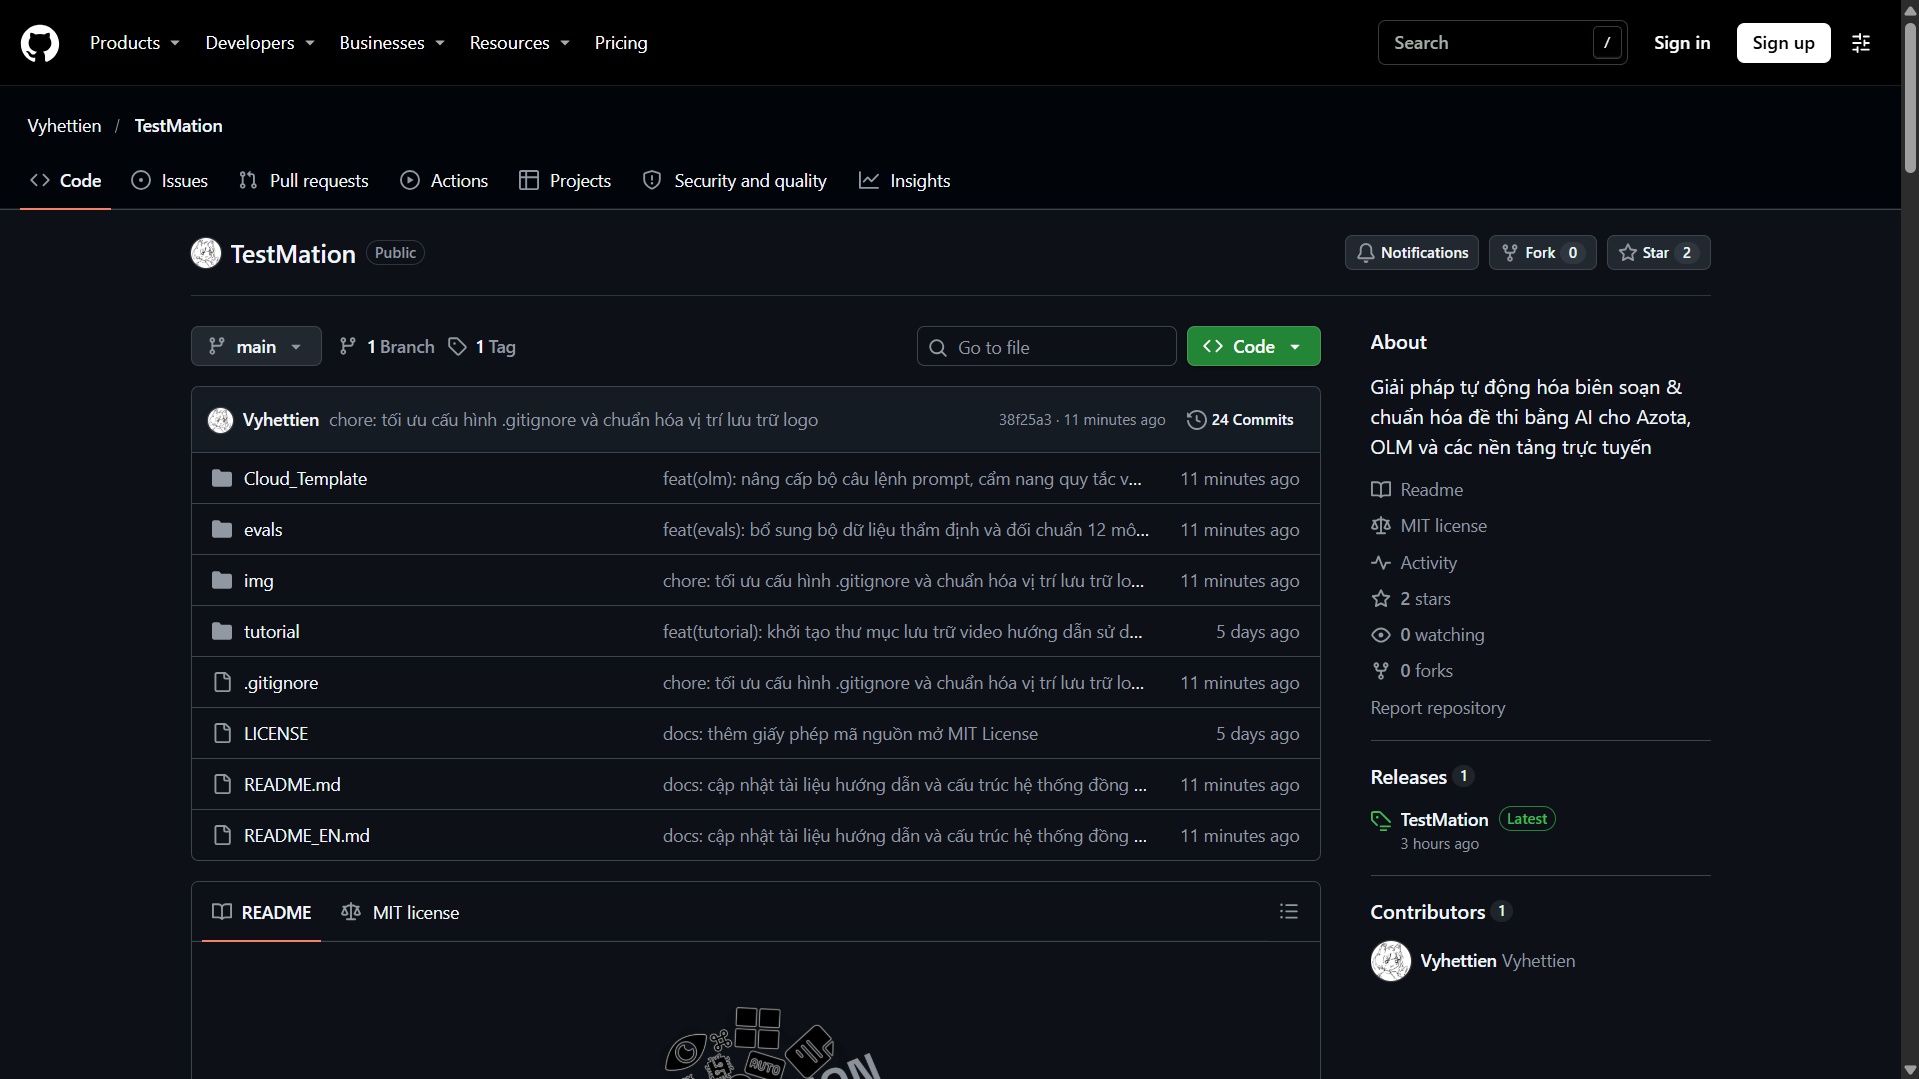 Products
Developers
Businesses
Resources
Pricing
Search
/
Sign in
Sign up
Vyhettien / TestMation
Code
Issues
Pull requests
Actions
Projects
Security and quality
Insights
TestMation
Public
Notifications
Fork 0
Star 2
main
1 Branch
1 Tag
Go to file
Code
Vyhettien chore: tối ưu cấu hình .gitignore và chuẩn hóa vị trí lưu trữ logo 38f25a3 · 11 minutes ago 24 Commits
Cloud_Template feat(olm): nâng cấp bộ câu lệnh prompt, cẩm nang quy tắc v... 11 minutes ago
evals feat(evals): bổ sung bộ dữ liệu thẩm định và đối chuẩn 12 mô... 11 minutes ago
img chore: tối ưu cấu hình .gitignore và chuẩn hóa vị trí lưu trữ lo... 11 minutes ago
tutorial feat(tutorial): khởi tạo thư mục lưu trữ video hướng dẫn sử d... 5 days ago
.gitignore chore: tối ưu cấu hình .gitignore và chuẩn hóa vị trí lưu trữ lo... 11 minutes ago
LICENSE docs: thêm giấy phép mã nguồn mở MIT License 5 days ago
README.md docs: cập nhật tài liệu hướng dẫn và cấu trúc hệ thống đồng ... 11 minutes ago
README_EN.md docs: cập nhật tài liệu hướng dẫn và cấu trúc hệ thống đồng ... 11 minutes ago
README
MIT license
AUTO
About
Giải pháp tự động hóa biên soạn &
chuẩn hóa đề thi bằng AI cho Azota,
OLM và các nền tảng trực tuyến
Readme
MIT license
Activity
2 stars
0 watching
0 forks
Report repository
Releases 1
TestMation Latest
3 hours ago
Contributors 1
Vyhettien Vyhettien